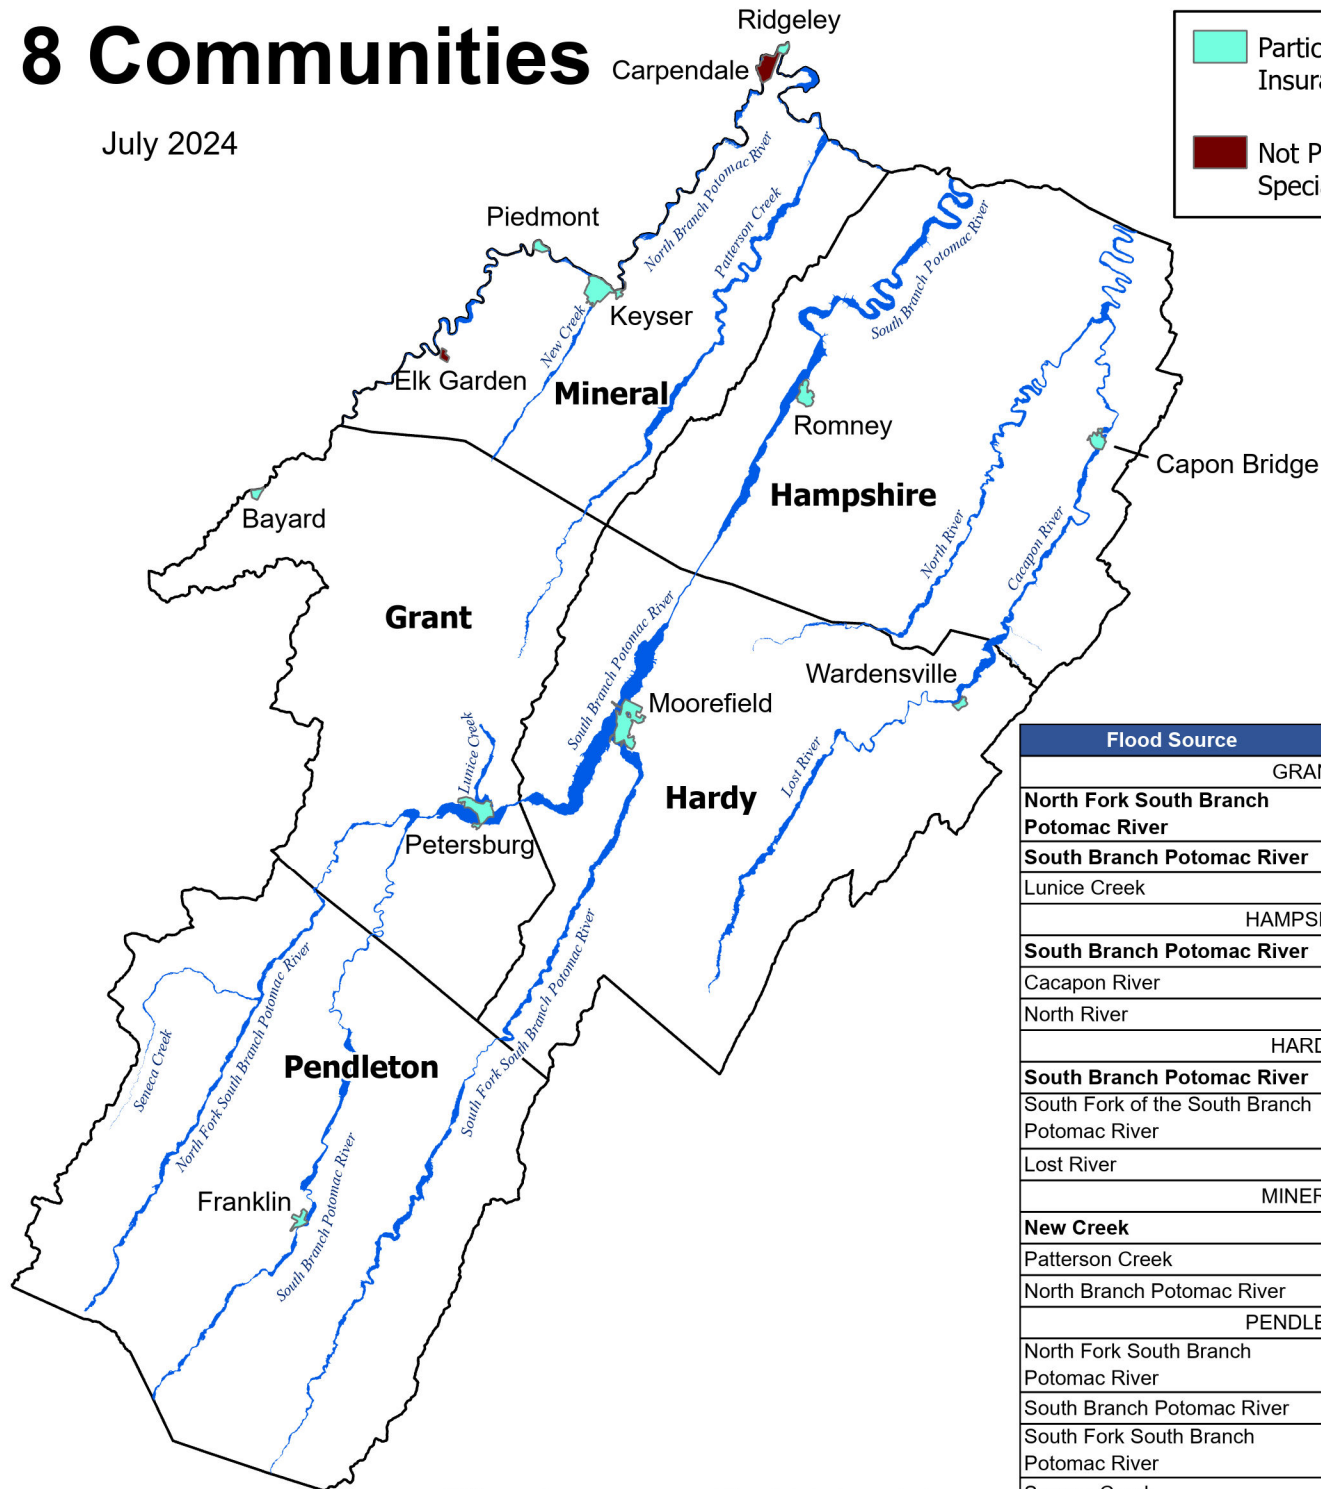 8 Communities
July 2024
Ridgeley
Carpendale
Piedmont
Keyser
Elk Garden
Bayard
Romney
Capon Bridge
Wardensville
Moorefield
Petersburg
Franklin
Mineral
Hampshire
Grant
Hardy
Pendleton
North Branch Potomac River
Patterson Creek
New Creek
South Branch Potomac River
North River
Cacapon River
South Branch Potomac River
Lunice Creek
Lost River
North Fork South Branch Potomac River
Seneca Creek
South Fork South Branch Potomac River
South Branch Potomac River
Insura
Not P
Flood Source
North Fork South Branch
Potomac River
South Branch Potomac River
Lunice Creek
South Branch Potomac River
Cacapon River
North River
South Branch Potomac River
South Fork of the South Branch
Potomac River
Lost River
New Creek
Patterson Creek
North Branch Potomac River
North Fork South Branch
Potomac River
South Branch Potomac River
South Fork South Branch
Potomac River